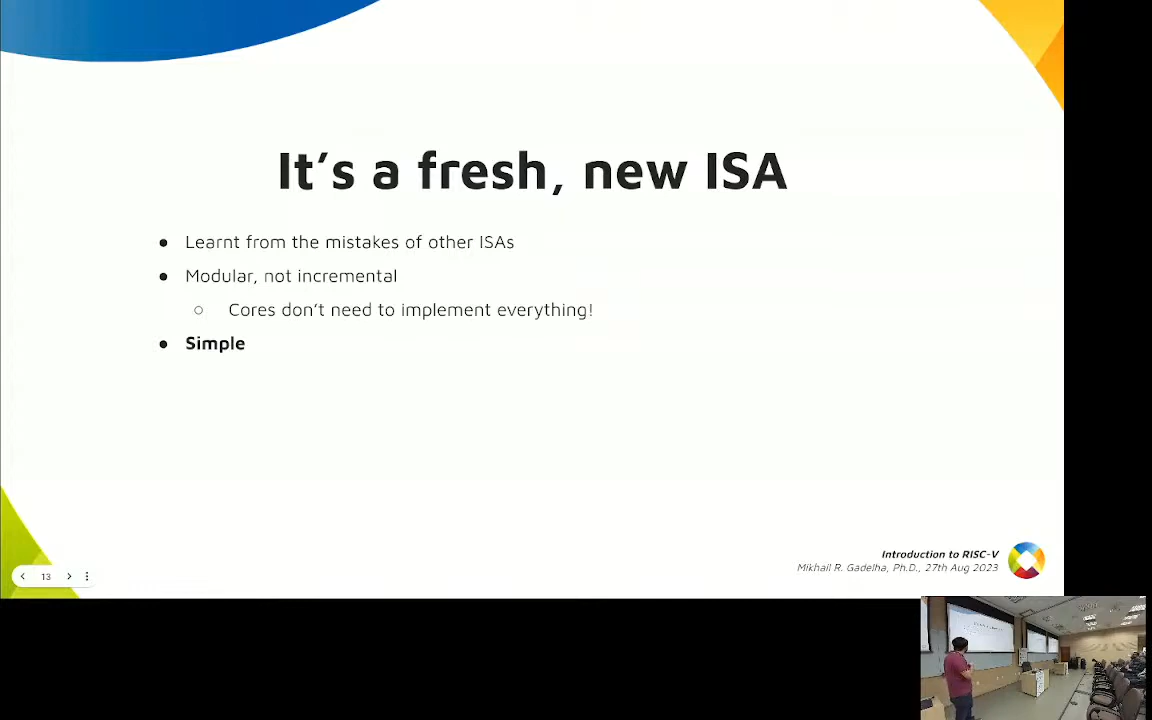 It's a fresh, new ISA
● Learnt from the mistakes of other ISAs
● Modular, not incremental
○ Cores don't need to implement everything!
● Simple
Introduction to RISC-V
Mikhail R. Gadelha, Ph.D., 27th Aug 2023
13